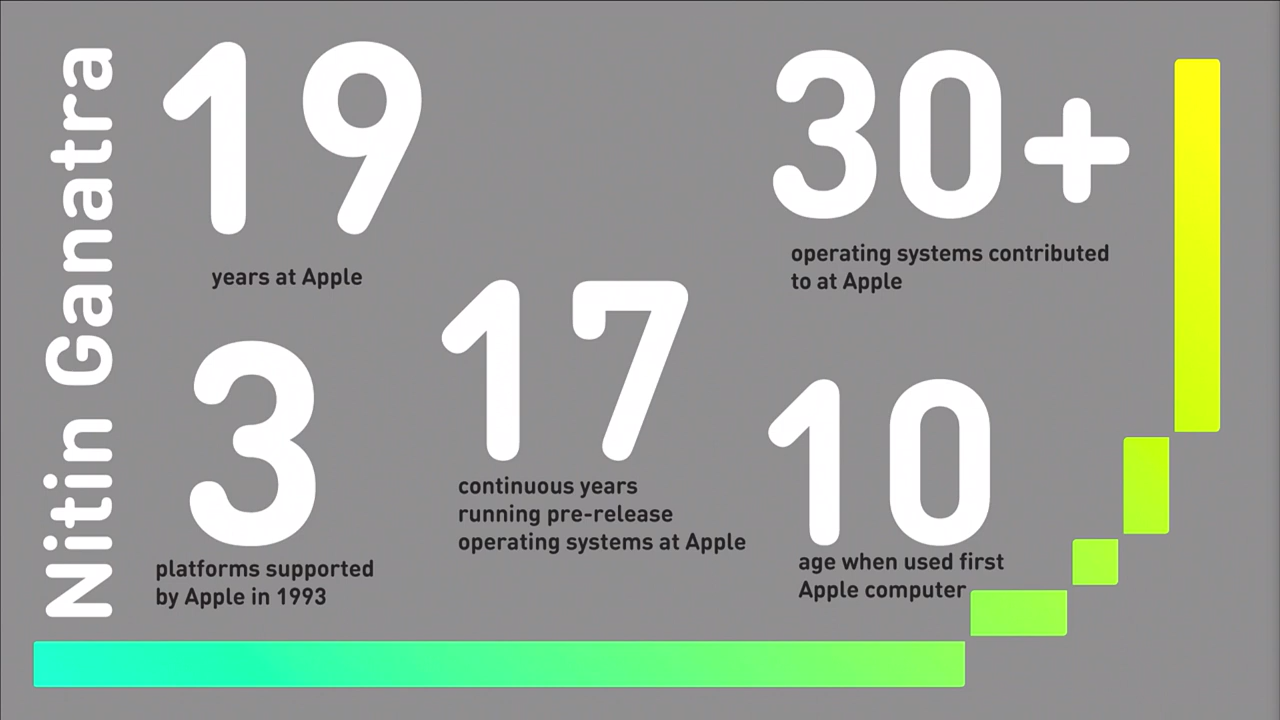 Nitin Ganatra
19
years at Apple
3
platforms supported
by Apple in 1993
17
continuous years
running pre-release
operating systems at Apple
30+
operating systems contributed
to at Apple
10
age when used first
Apple computer